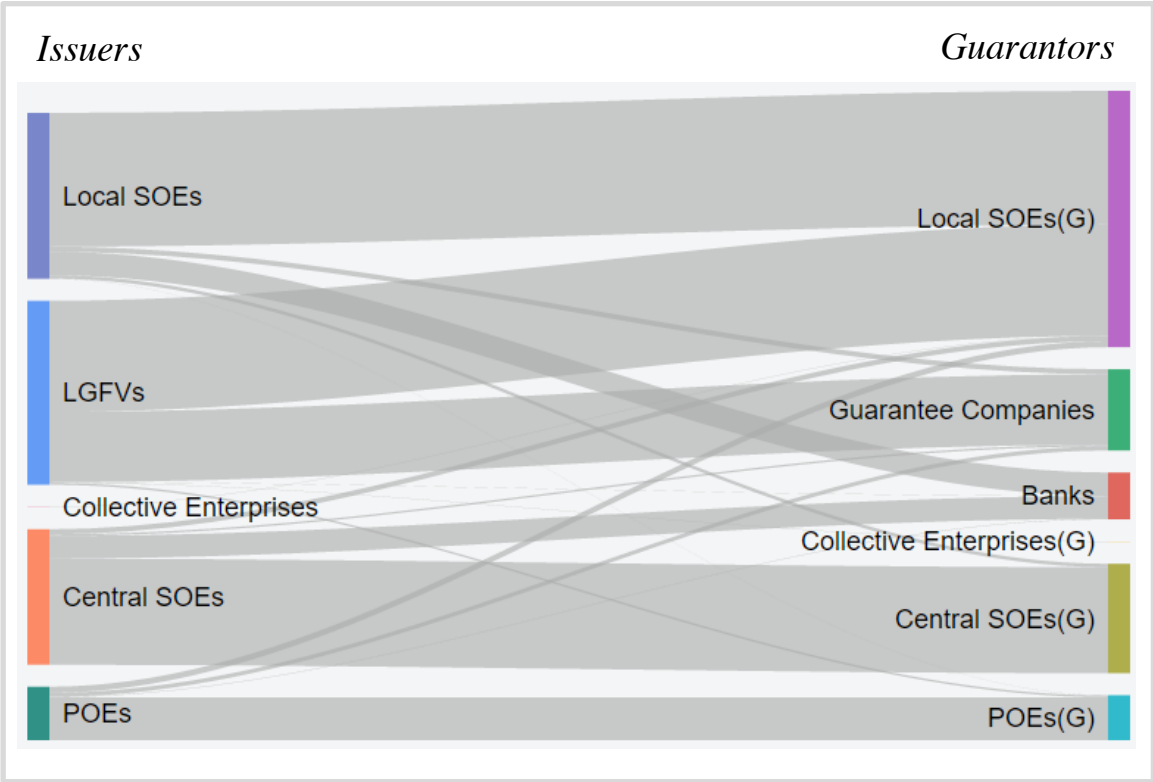 Issuers
Guarantors
Local SOEs
Local SOEs(G)
LGFVs
Guarantee Companies
Banks
Collective Enterprises
Collective Enterprises(G)
Central SOEs
Central SOEs(G)
POEs
POEs(G)